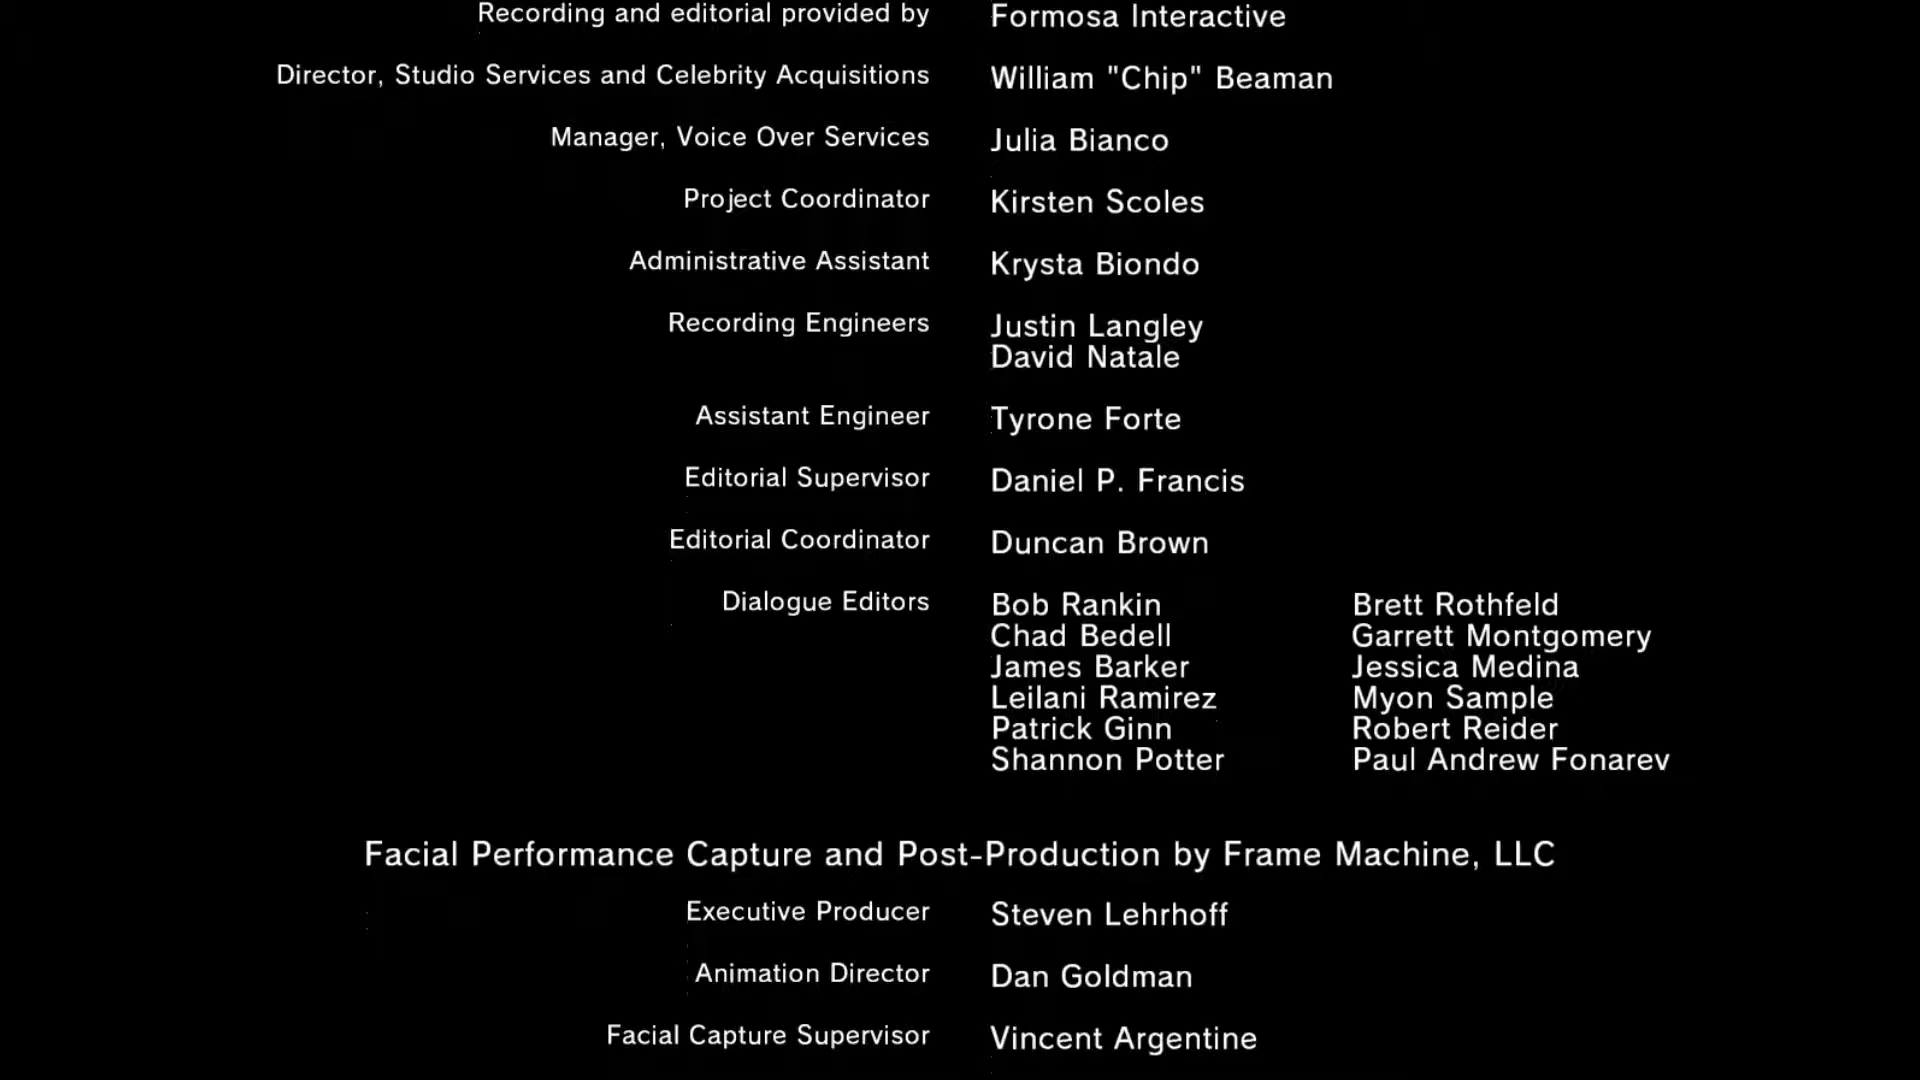 Recording and editorial provided by Formosa Interactive
Director, Studio Services and Celebrity Acquisitions William "Chip" Beaman
Manager, Voice Over Services Julia Bianco
Project Coordinator Kirsten Scoles
Administrative Assistant Krysta Biondo
Recording Engineers Justin Langley
David Natale
Assistant Engineer Tyrone Forte
Editorial Supervisor Daniel P. Francis
Editorial Coordinator Duncan Brown
Dialogue Editors Bob Rankin Brett Rothfeld
Chad Bedell Garrett Montgomery
James Barker Jessica Medina
Leilani Ramirez Myon Sample
Patrick Ginn Robert Reider
Shannon Potter Paul Andrew Fonarev
Facial Performance Capture and Post-Production by Frame Machine, LLC
Executive Producer Steven Lehrhoff
Animation Director Dan Goldman
Facial Capture Supervisor Vincent Argentine